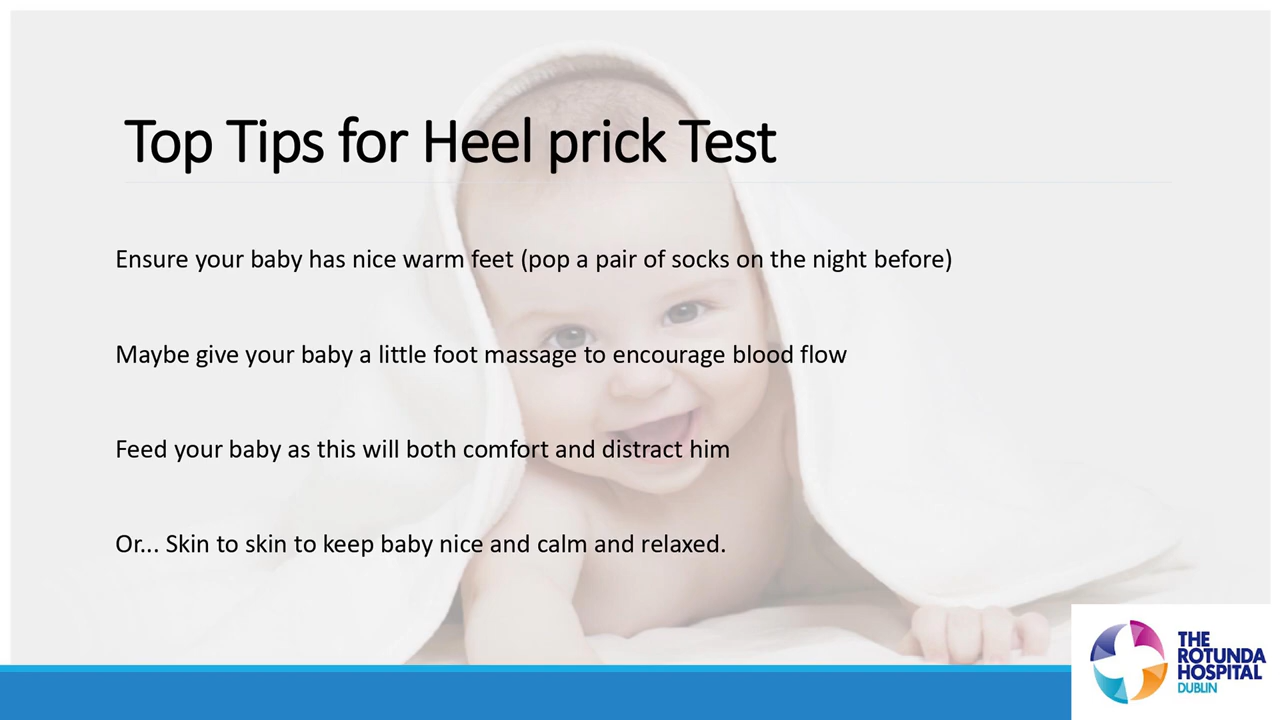 Top Tips for Heel prick Test
Ensure your baby has nice warm feet (pop a pair of socks on the night before)
Maybe give your baby a little foot massage to encourage blood flow
Feed your baby as this will both comfort and distract him
Or... Skin to skin to keep baby nice and calm and relaxed.
THE
ROTUNDA
HOSPITAL
DUBLIN